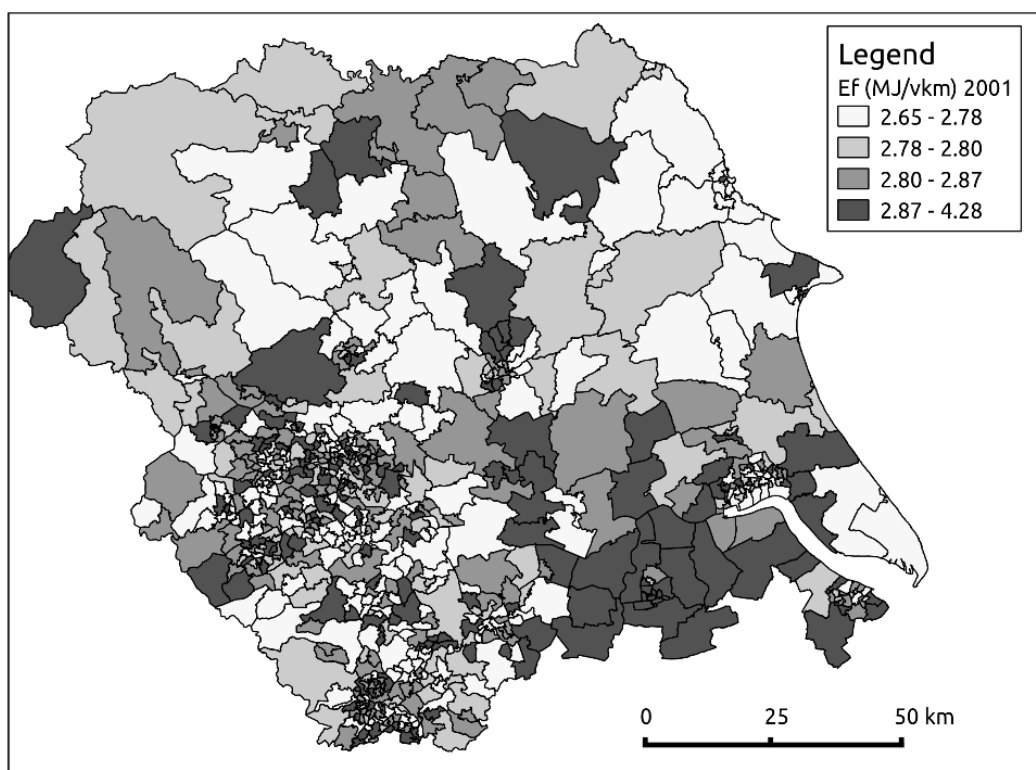 Legend
Ef (MJ/vkm) 2001
2.65 - 2.78
2.78 - 2.80
2.80 - 2.87
2.87 - 4.28
0 25 50 km